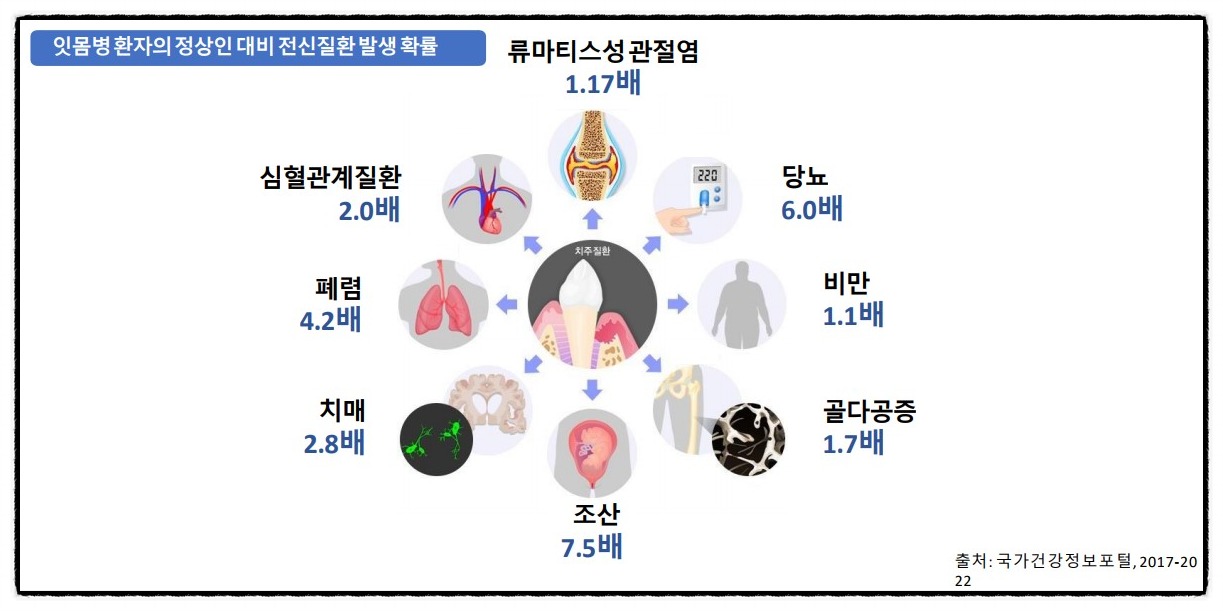 잇몸병 환자의 정상인 대비 전신질환 발생 확률
류마티스성 관절염
1.17배
심혈관계질환
2.0배
220
당뇨
6.0배
치주질환
폐렴
4.2배
비만
1.1배
치매
2.8배
골다공증
1.7배
조산
7.5배
출처: 국가건강정보포털, 2017-20
22